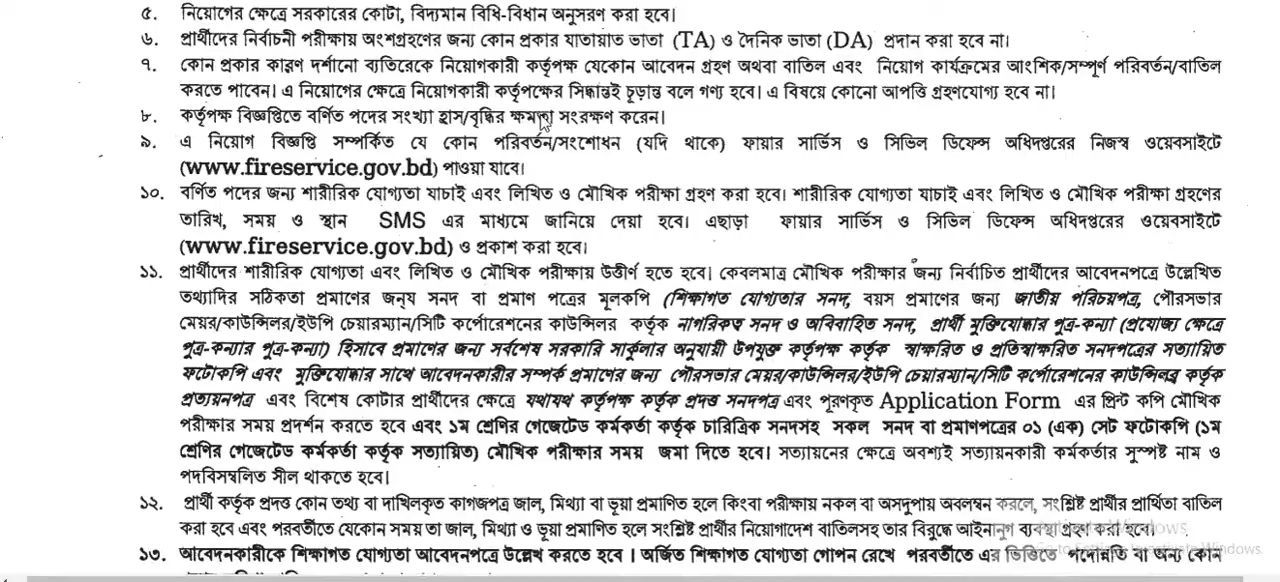 ৫. নিয়োগের ক্ষেত্রে সরকারের কোটা, বিদ্যমান বিধি-বিধান অনুসরণ করা হবে।
৬. প্রার্থীদের নির্বাচনী পরীক্ষায় অংশগ্রহণের জন্য কোন প্রকার যাতায়াত ভাতা (TA) ও দৈনিক ভাতা (DA) প্রদান করা হবে না।
৭. কোন প্রকার কারণ দর্শানো ব্যতিরেকে নিয়োগকারী কর্তৃপক্ষ যেকোন আবেদন গ্রহণ অথবা বাতিল এবং নিয়োগ কার্যক্রমের আংশিক/সম্পূর্ণ পরিবর্তন/বাতিল
করতে পাবেন। এ নিয়োগের ক্ষেত্রে নিয়োগকারী কর্তৃপক্ষের সিদ্ধান্তই চূড়ান্ত বলে গণ্য হবে। এ বিষয়ে কোনো আপত্তি গ্রহণযোগ্য হবে না।
৮. কর্তৃপক্ষ বিজ্ঞপ্তিতে বর্ণিত পদের সংখ্যা হ্রাস/বৃদ্ধির ক্ষমতা সংরক্ষণ করেন।
৯. এ নিয়োগ বিজ্ঞপ্তি সম্পর্কিত যে কোন পরিবর্তন/সংশোধন (যদি থাকে) ফায়ার সার্ভিস ও সিভিল ডিফেন্স অধিদপ্তরের নিজস্ব ওয়েবসাইটে
(www.fireservice.gov.bd) পাওয়া যাবে।
১০. বর্ণিত পদের জন্য শারীরিক যোগ্যতা যাচাই এবং লিখিত ও মৌখিক পরীক্ষা গ্রহণ করা হবে। শারীরিক যোগ্যতা যাচাই এবং লিখিত ও মৌখিক পরীক্ষা গ্রহণের
তারিখ, সময় ও স্থান SMS এর মাধ্যমে জানিয়ে দেয়া হবে। এছাড়া ফায়ার সার্ভিস ও সিভিল ডিফেন্স অধিদপ্তরের ওয়েবসাইটে
(www.fireservice.gov.bd) ও প্রকাশ করা হবে।
১১. প্রার্থীদের শারীরিক যোগ্যতা এবং লিখিত ও মৌখিক পরীক্ষায় উত্তীর্ণ হতে হবে। কেবলমাত্র মৌখিক পরীক্ষার জন্য নির্বাচিত প্রার্থীদের আবেদনপত্রে উল্লেখিত
তথ্যাদির সঠিকতা প্রমাণের জন্য সনদ বা প্রমাণ পত্রের মূলকপি (শিক্ষাগত যোগ্যতার সনদ, বয়স প্রমাণের জন্য জাতীয় পরিচয়পত্র, পৌরসভার
মেয়র/কাউন্সিলর/ইউপি চেয়ারম্যান/সিটি কর্পোরেশনের কাউন্সিলর কর্তৃক নাগরিকত্ব সনদ ও অবিবাহিত সনদ, প্রার্থী মুক্তিযোদ্ধার পুত্র-কন্যা (প্রযোজ্য ক্ষেত্রে
পুত্র-কন্যার পুত্র-কন্যা) হিসাবে প্রমাণের জন্য সর্বশেষ সরকারি সার্কুলার অনুযায়ী উপযুক্ত কর্তৃপক্ষ কর্তৃক স্বাক্ষরিত ও প্রতিস্বাক্ষরিত সনদপত্রের সত্যায়িত
ফটোকপি এবং মুক্তিযোদ্ধার সাথে আবেদনকারীর সম্পর্ক প্রমাণের জন্য পৌরসভার মেয়র/কাউন্সিলর/ইউপি চেয়ারম্যান/সিটি কর্পোরেশনের কাউন্সিলর কর্তৃক
প্রত্যয়নপত্র এবং বিশেষ কোটার প্রার্থীদের ক্ষেত্রে যথাযথ কর্তৃপক্ষ কর্তৃক প্রদত্ত সনদপত্র এবং পূরণকৃত Application Form এর প্রিন্ট কপি মৌখিক
পরীক্ষার সময় প্রদর্শন করতে হবে এবং ১ম শ্রেণির গেজেটেড কর্মকর্তা কর্তৃক চারিত্রিক সনদসহ সকল সনদ বা প্রমাণপত্রের ০১ (এক) সেট ফটোকপি (১ম
শ্রেণির গেজেটেড কর্মকর্তা কর্তৃক সত্যায়িত) মৌখিক পরীক্ষার সময় জমা দিতে হবে। সত্যায়নের ক্ষেত্রে অবশ্যই সত্যায়নকারী কর্মকর্তার সুস্পষ্ট নাম ও
পদবিসম্বলিত সীল থাকতে হবে।
১২. প্রার্থী কর্তৃক প্রদত্ত কোন তথ্য বা দাখিলকৃত কাগজপত্র জাল, মিথ্যা বা ভূয়া প্রমাণিত হলে কিংবা পরীক্ষায় নকল বা অসদুপায় অবলম্বন করলে, সংশ্লিষ্ট প্রার্থীর প্রার্থিতা বাতিল
করা হবে এবং পরবর্তীতে যেকোন সময় তা জাল, মিথ্যা ও ভূয়া প্রমাণিত হলে সংশ্লিষ্ট প্রার্থীর নিয়োগাদেশ বাতিলসহ তার বিরুদ্ধে আইনানুগ ব্যবস্থা গ্রহণ করা হবে।
১৩. আবেদনকারীকে শিক্ষাগত যোগ্যতা আবেদনপত্রে উল্লেখ করতে হবে। অর্জিত শিক্ষাগত যোগ্যতা গোপন রেখে পরবর্তীতে এর ভিত্তিতে পদোন্নতি বা অন্য কোন